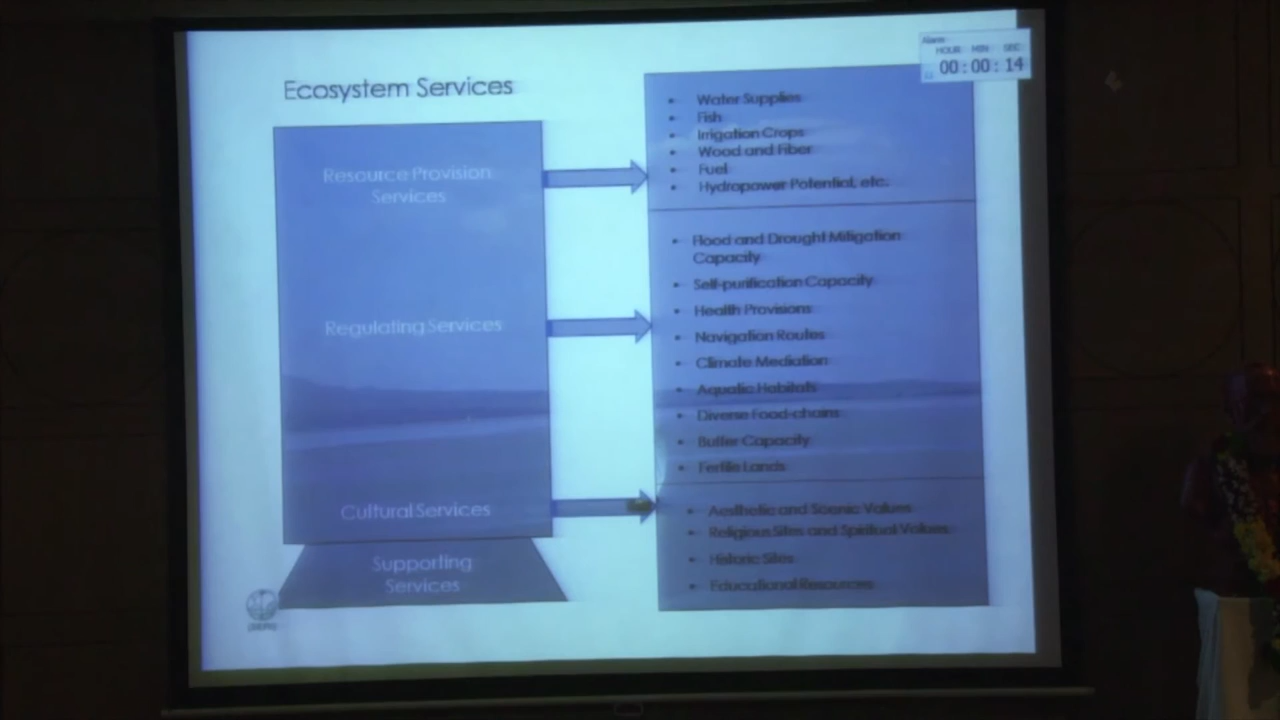 Ecosystem Services
Alarm
HOUR MIN SEC
00:00:14
Resource Provision
Services
• Water Supplies
• Fish
• Irrigation Crops
• Wood and Fiber
• Fuel
• Hydropower Potential, etc.
Regulating Services
• Flood and Drought Mitigation
Capacity
• Self-purification Capacity
• Health Provisions
• Navigation Routes
• Climate Mediation
• Aquatic Habitats
• Diverse Food-chains
• Buffer Capacity
• Fertile Lands
Cultural Services
• Aesthetic and Scenic Values
• Religious Sites and Spiritual Values
• Historic Sites
• Educational Resources
Supporting
Services